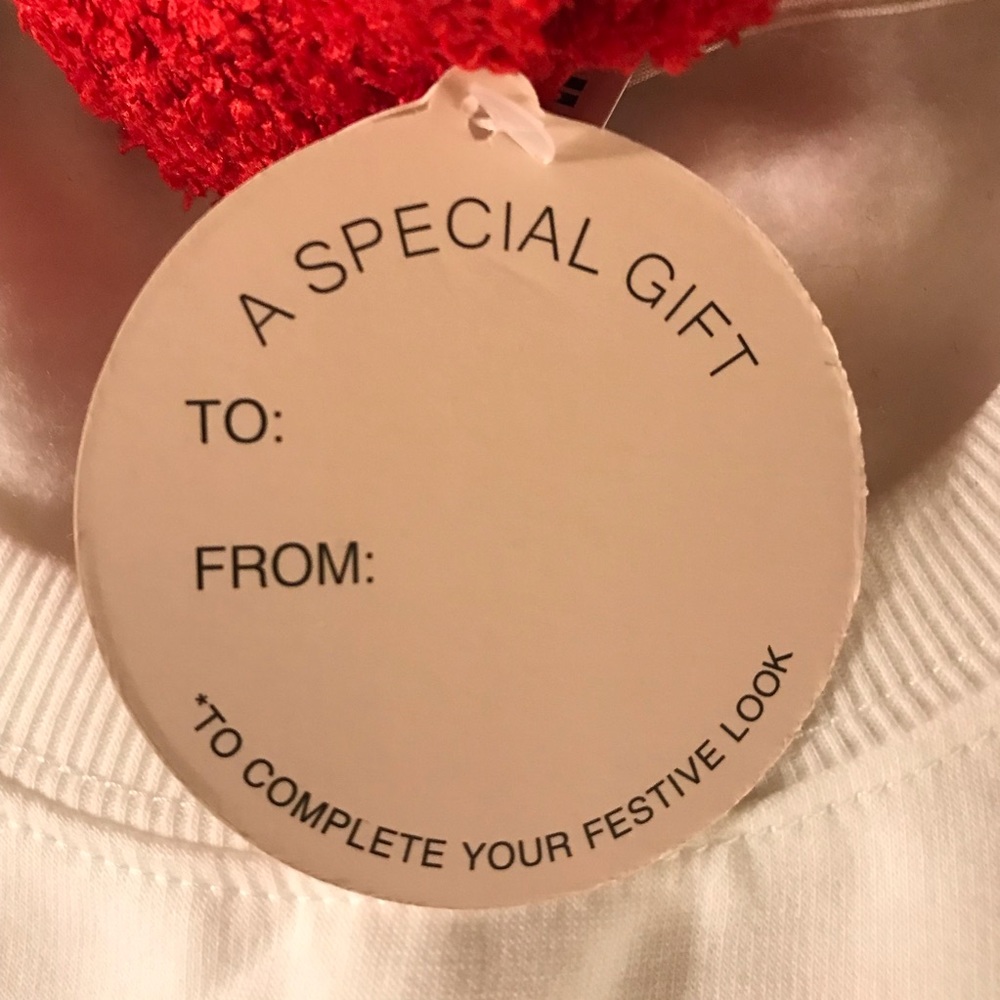 A SPECIAL GIFT
TO:
FROM:
*TO COMPLETE YOUR FESTIVE LOOK